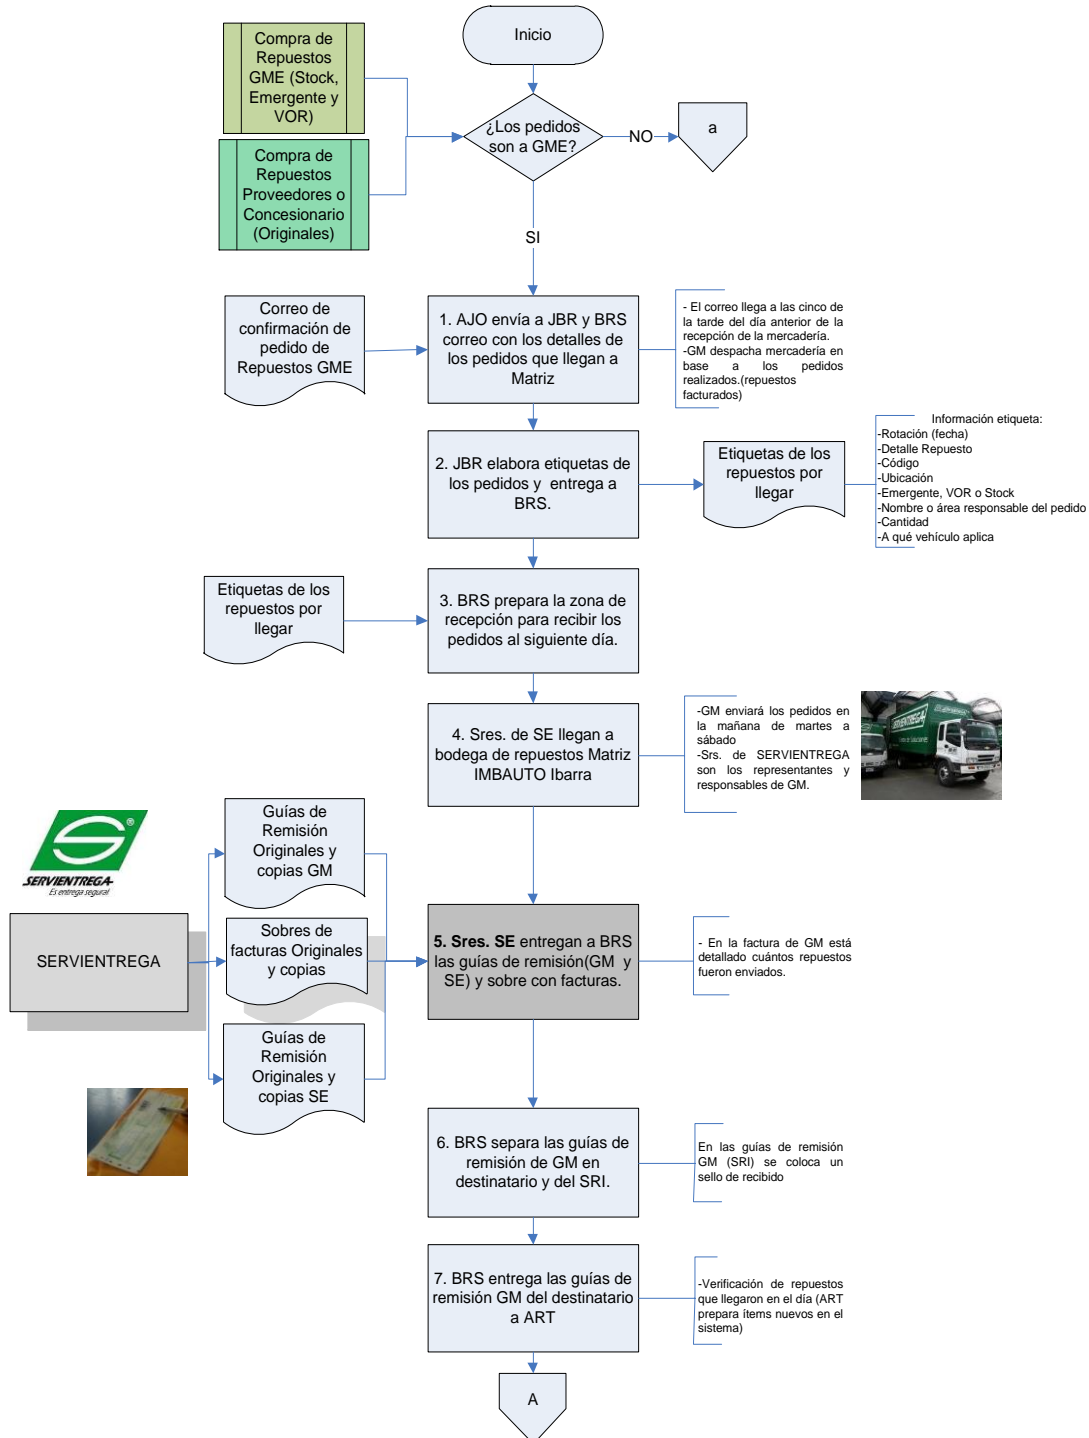 Inicio
Compra de
Repuestos
GME (Stock,
Emergente y
VOR)
¿Los pedidos
son a GME?
NO
a
Compra de
Repuestos
Proveedores o
Concesionario
(Originales)
SI
Correo de
confirmación de
pedido de
Repuestos GME
1. AJO envía a JBR y BRS
correo con los detalles de
los pedidos que llegan a
Matriz
- El correo llega a las cinco de
la tarde del día anterior de la
recepción de la mercadería.
-GM despacha mercadería en
base a los pedidos
realizados.(repuestos
facturados)
2. JBR elabora etiquetas de
los pedidos y entrega a
BRS.
Etiquetas de los
repuestos por
llegar
Información etiqueta:
-Rotación (fecha)
-Detalle Repuesto
-Código
-Ubicación
-Emergente, VOR o Stock
-Nombre o área responsable del pedido
-Cantidad
-A qué vehículo aplica
Etiquetas de los
repuestos por
llegar
3. BRS prepara la zona de
recepción para recibir los
pedidos al siguiente día.
4. Sres. de SE llegan a
bodega de repuestos Matriz
IMBAUTO Ibarra
-GM enviará los pedidos en
la mañana de martes a
sábado
-Srs. de SERVIENTREGA
son los representantes y
responsables de GM.
SERVIENTREGA
SERVIENTREGA
Es entrega segura!
SERVIENTREGA
Guías de
Remisión
Originales y
copias GM
Sobres de
facturas Originales
y copias
Guías de
Remisión
Originales y
copias SE
5. Sres. SE entregan a BRS
las guías de remisión(GM y
SE) y sobre con facturas.
- En la factura de GM está
detallado cuántos repuestos
fueron enviados.
6. BRS separa las guías de
remisión de GM en
destinatario y del SRI.
En las guías de remisión
GM (SRI) se coloca un
sello de recibido
7. BRS entrega las guías de
remisión GM del destinatario
a ART
-Verificación de repuestos
que llegaron en el día (ART
prepara ítems nuevos en el
sistema)
A